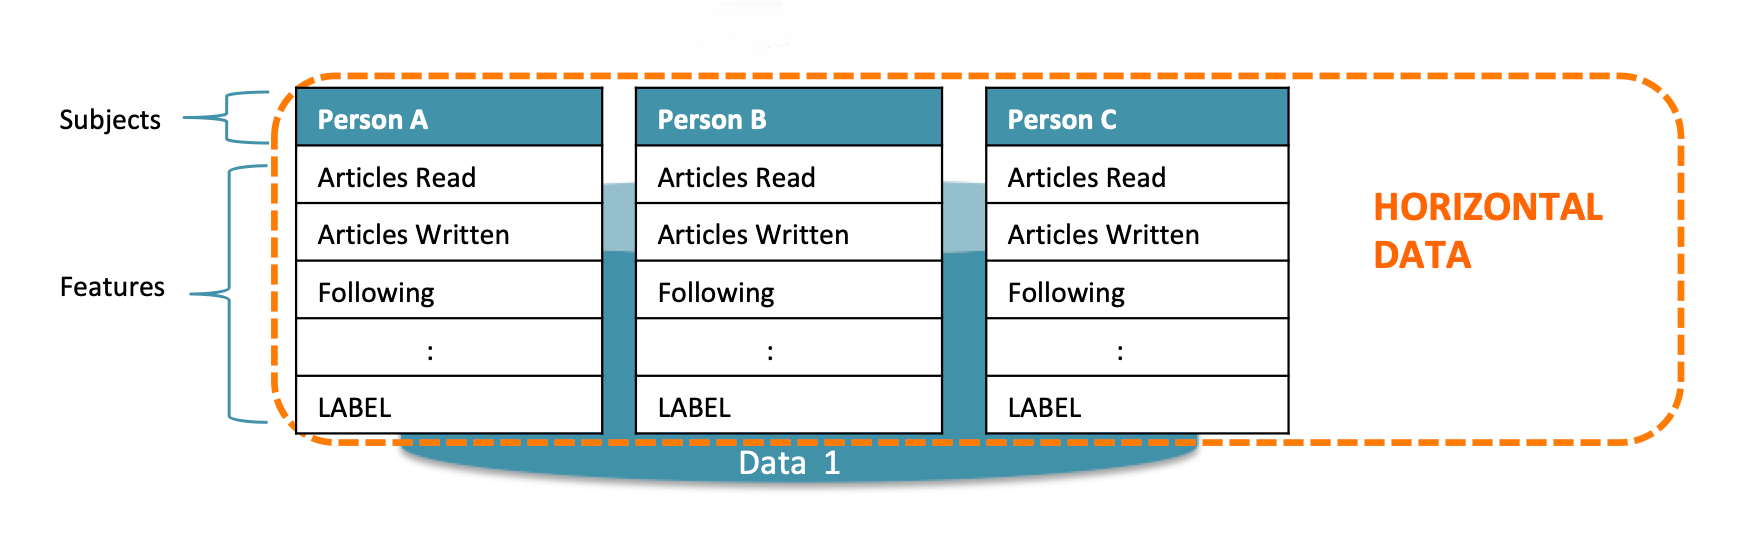 Subjects
Person A
Person B
Person C
Articles Read
Articles Read
Articles Read
HORIZONTAL
DATA
Articles Written
Articles Written
Articles Written
Features
Following
Following
Following
:
:
:
LABEL
LABEL
LABEL
Data 1